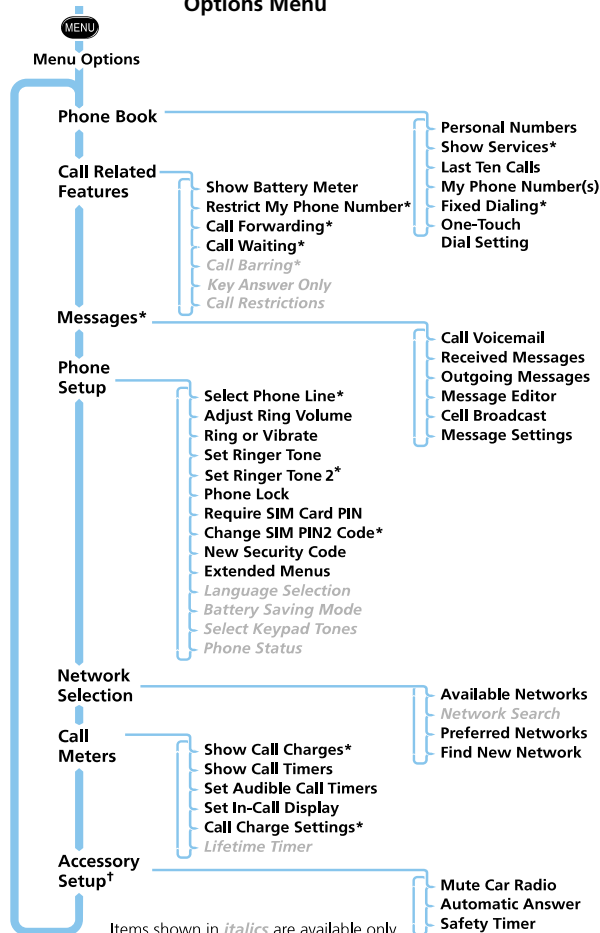 Options Menu
MENU
Menu Options
Phone Book
Personal Numbers
Show Services*
Last Ten Calls
My Phone Number(s)
Fixed Dialing*
One-Touch
Dial Setting
Call Related
Features
Show Battery Meter
Restrict My Phone Number*
Call Forwarding*
Call Waiting*
Call Barring*
Key Answer Only
Call Restrictions
Messages*
Call Voicemail
Received Messages
Outgoing Messages
Message Editor
Cell Broadcast
Message Settings
Phone
Setup
Select Phone Line*
Adjust Ring Volume
Ring or Vibrate
Set Ringer Tone
Set Ringer Tone 2*
Phone Lock
Require SIM Card PIN
Change SIM PIN2 Code*
New Security Code
Extended Menus
Language Selection
Battery Saving Mode
Select Keypad Tones
Phone Status
Network
Selection
Available Networks
Network Search
Preferred Networks
Find New Network
Call
Meters
Show Call Charges*
Show Call Timers
Set Audible Call Timers
Set In-Call Display
Call Charge Settings*
Lifetime Timer
Accessory
Setup†
Mute Car Radio
Automatic Answer
Safety Timer
Items shown in italics are available only